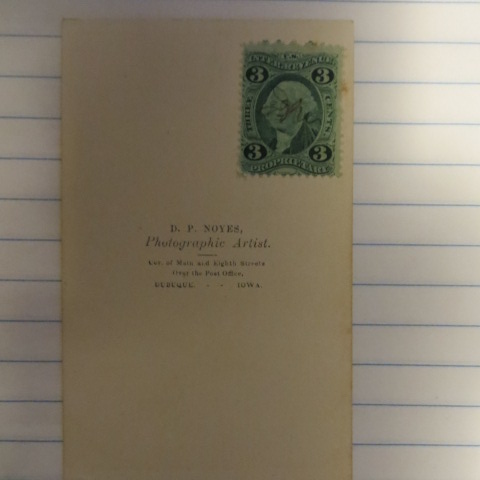 U.S.
INTER. REVENUE.
3 3
THREE CENTS.
3 3
PROPRIETARY.
D. P. NOYES,
Photographic Artist.
Cor. of Main and Eighth Streets
Over the Post Office,
DUBUQUE - - IOWA.